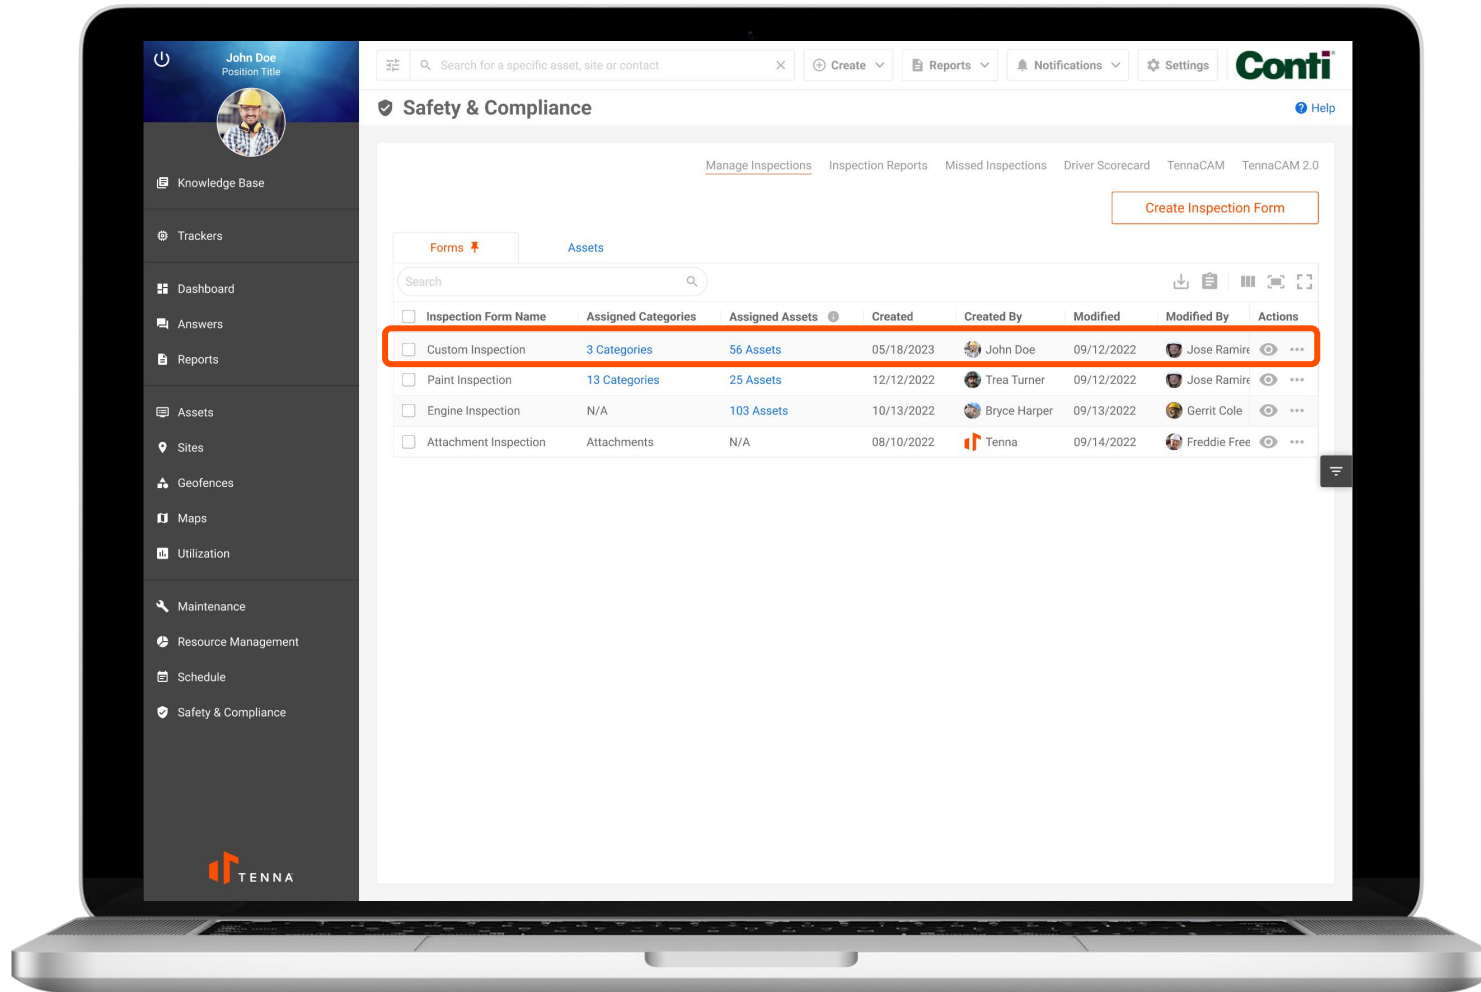 John Doe
Position Title
Search for a specific asset, site or contact
Create
Reports
Notifications
Settings
Conti
Safety & Compliance
Help
Knowledge Base
Trackers
Dashboard
Answers
Reports
Assets
Sites
Geofences
Maps
Utilization
Maintenance
Resource Management
Schedule
Safety & Compliance
TENNA
Manage Inspections Inspection Reports Missed Inspections Driver Scorecard TennaCAM TennaCAM 2.0
Create Inspection Form
Forms Assets
Search
Inspection Form Name Assigned Categories Assigned Assets Created Created By Modified Modified By Actions
Custom Inspection 3 Categories 56 Assets 05/18/2023 John Doe 09/12/2022 Jose Ramire
Paint Inspection 13 Categories 25 Assets 12/12/2022 Trea Turner 09/12/2022 Jose Ramire
Engine Inspection N/A 103 Assets 10/13/2022 Bryce Harper 09/13/2022 Gerrit Cole
Attachment Inspection Attachments N/A 08/10/2022 Tenna 09/14/2022 Freddie Free